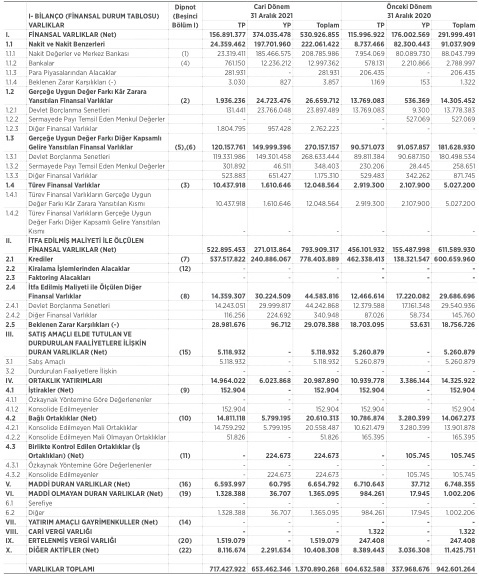 Dipnot Cari Dönem Önceki Dönem
I- BİLANÇO (FİNANSAL DURUM TABLOSU) (Beşinci 31 Aralık 2021 31 Aralık 2020
VARLIKLAR Bölüm I) TP YP Toplam TP YP Toplam
I. FİNANSAL VARLIKLAR (Net) 156.891.377 374.035.478 530.926.855 115.996.922 176.002.569 291.999.491
1.1 Nakit ve Nakit Benzerleri 24.359.462 197.701.960 222.061.422 8.737.466 82.300.443 91.037.909
1.1.1 Nakit Değerler ve Merkez Bankası (1) 23.319.411 185.466.575 208.785.986 7.954.019 80.089.730 88.043.749
1.1.2 Bankalar (4) 761.150 12.236.212 12.997.362 578.131 2.210.866 2.788.997
1.1.3 Para Piyasalarından Alacaklar 281.931 - 281.931 206.435 - 206.435
1.1.4 Beklenen Zarar Karşılıkları (-) 3.030 827 3.857 1.169 153 1.322
1.2 Gerçeğe Uygun Değer Farkı Kâr Zarara
Yansıtılan Finansal Varlıklar (2) 1.936.236 24.723.476 26.659.712 13.769.083 536.369 14.305.452
1.2.1 Devlet Borçlanma Senetleri 131.441 23.766.048 23.897.489 13.769.083 9.300 13.778.383
1.2.2 Sermayede Payı Temsil Eden Menkul Değerler - - - - 527.069 527.069
1.2.3 Diğer Finansal Varlıklar 1.804.795 957.428 2.762.223 - - -
1.3 Gerçeğe Uygun Değer Farkı Diğer Kapsamlı
Gelire Yansıtılan Finansal Varlıklar (5),(6) 120.157.761 149.999.396 270.157.157 90.571.073 91.057.857 181.628.930
1.3.1 Devlet Borçlanma Senetleri 119.331.986 149.301.458 268.633.444 89.811.384 90.687.150 180.498.534
1.3.2 Sermayede Payı Temsil Eden Menkul Değerler 301.892 46.511 348.403 230.206 28.445 258.651
1.3.3 Diğer Finansal Varlıklar 523.883 651.427 1.175.310 529.483 342.262 871.745
1.4 Türev Finansal Varlıklar (3) 10.437.918 1.610.646 12.048.564 2.919.300 2.107.900 5.027.200
1.4.1 Türev Finansal Varlıkların Gerçeğe Uygun
Değer Farkı Kâr Zarara Yansıtılan Kısmı 10.437.918 1.610.646 12.048.564 2.919.300 2.107.900 5.027.200
1.4.2 Türev Finansal Varlıkların Gerçeğe Uygun
Değer Farkı Diğer Kapsamlı Gelire Yansıtılan
Kısmı - - - - - -
II. İTFA EDİLMİŞ MALİYETİ İLE ÖLÇÜLEN
FİNANSAL VARLIKLAR (Net) 522.895.453 271.013.864 793.909.317 456.101.932 155.487.998 611.589.930
2.1 Krediler (7) 537.517.822 240.886.067 778.403.889 462.338.413 138.321.547 600.659.960
2.2 Kiralama İşlemlerinden Alacaklar (12) - - - - - -
2.3 Faktoring Alacakları - - - - - -
2.4 İtfa Edilmiş Maliyeti ile Ölçülen Diğer
Finansal Varlıklar (8) 14.359.307 30.224.509 44.583.816 12.466.614 17.220.082 29.686.696
2.4.1 Devlet Borçlanma Senetleri 14.243.051 29.999.817 44.242.868 12.379.588 17.161.348 29.540.936
2.4.2 Diğer Finansal Varlıklar 116.256 224.692 340.948 87.026 58.734 145.760
2.5 Beklenen Zarar Karşılıkları (-) 28.981.676 96.712 29.078.388 18.703.095 53.631 18.756.726
III. SATIŞ AMAÇLI ELDE TUTULAN VE
DURDURULAN FAALİYETLERE İLİŞKİN
DURAN VARLIKLAR (Net) (15) 5.118.932 - 5.118.932 5.260.879 - 5.260.879
3.1 Satış Amaçlı 5.118.932 - 5.118.932 5.260.879 - 5.260.879
3.2 Durdurulan Faaliyetlere İlişkin - - - - - -
IV. ORTAKLIK YATIRIMLARI 14.964.022 6.023.868 20.987.890 10.939.778 3.386.144 14.325.922
4.1 İştirakler (Net) (9) 152.904 - 152.904 152.904 - 152.904
4.1.1 Özkaynak Yöntemine Göre Değerlenenler - - - - - -
4.1.2 Konsolide Edilmeyenler 152.904 - 152.904 152.904 - 152.904
4.2 Bağlı Ortaklıklar (Net) (10) 14.811.118 5.799.195 20.610.313 10.786.874 3.280.399 14.067.273
4.2.1 Konsolide Edilmeyen Mali Ortaklıklar 14.759.292 5.799.195 20.558.487 10.621.479 3.280.399 13.901.878
4.2.2 Konsolide Edilmeyen Mali Olmayan Ortaklıklar 51.826 - 51.826 165.395 - 165.395
4.3 Birlikte Kontrol Edilen Ortaklıklar (İş
Ortaklıkları) (Net) (11) - 224.673 224.673 - 105.745 105.745
4.3.1 Özkaynak Yöntemine Göre Değerlenenler - - - - - -
4.3.2 Konsolide Edilmeyenler - 224.673 224.673 - 105.745 105.745
V. MADDİ DURAN VARLIKLAR (Net) (16) 6.593.997 60.795 6.654.792 6.710.643 37.712 6.748.355
VI. MADDİ OLMAYAN DURAN VARLIKLAR (Net) (19) 1.328.388 36.707 1.365.095 984.261 17.945 1.002.206
6.1 Şerefiye - - - - - -
6.2 Diğer 1.328.388 36.707 1.365.095 984.261 17.945 1.002.206
VII. YATIRIM AMAÇLI GAYRİMENKULLER (Net) (14) - - - - - -
VIII. CARİ VERGİ VARLIĞI - - - 1.322 - 1.322
IX. ERTELENMİŞ VERGİ VARLIĞI (20) 1.519.079 - 1.519.079 247.408 - 247.408
X. DİĞER AKTİFLER (Net) (22) 8.116.674 2.291.634 10.408.308 8.389.443 3.036.308 11.425.751
VARLIKLAR TOPLAMI 717.427.922 653.462.346 1.370.890.268 604.632.588 337.968.676 942.601.264